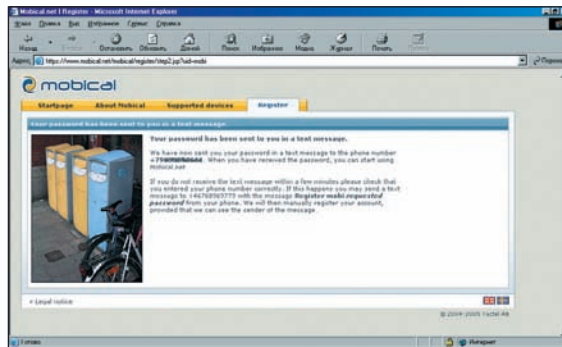 Mobical.net | Register - Microsoft Internet Explorer
Файл Правка Вид Избранное Сервис Справка
Назад Остановить Обновить Домой Поиск Избранное Медиа Журнал Печать
Адрес https://www.mobical.net/mobical/register/step2.jsp?uid=mobi
mobical
Startpage About Mobical Supported devices Register
Your password has been sent to you in a text message
Your password has been sent to you in a text message.
We have now sent you your password in a text message to the phone number
. When you have received the password, you can start using
Mobical.net
If you do not receive the text message within a few minutes please check that
you entered your phone number correctly. If this happens you may send a text
message to +46768565777 with the message Register mobi requested
password from your phone. We will then manually register your account,
provided that we can see the sender of the message.
» Legal notice
© 2004-2005 Tactel AB
Готово Интернет